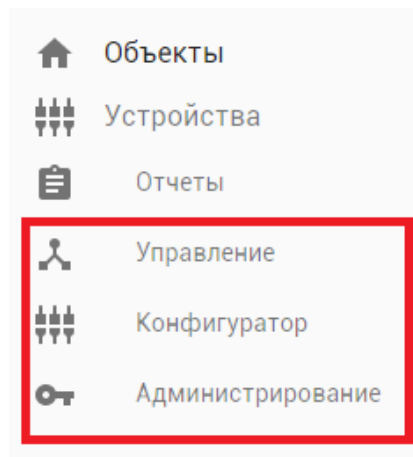 Объекты
Устройства
Отчеты
Управление
Конфигуратор
Администрирование